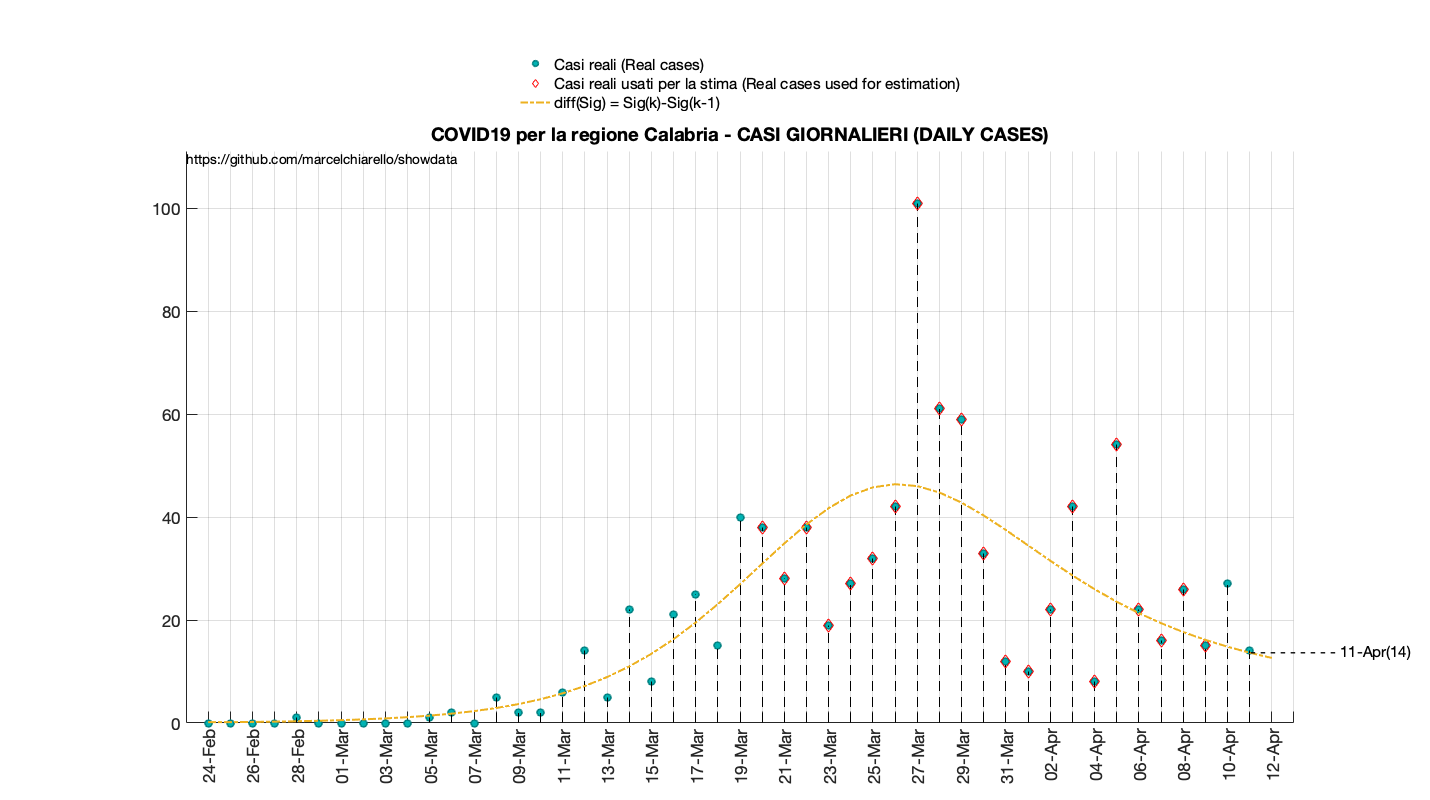 Casi reali (Real cases)
Casi reali usati per la stima (Real cases used for estimation)
diff(Sig) = Sig(k)-Sig(k-1)
COVID19 per la regione Calabria - CASI GIORNALIERI (DAILY CASES)
https://github.com/marcelchiarello/showdata
100
80
60
40
20
0
11-Apr(14)
24-Feb
26-Feb
28-Feb
01-Mar
03-Mar
05-Mar
07-Mar
09-Mar
11-Mar
13-Mar
15-Mar
17-Mar
19-Mar
21-Mar
23-Mar
25-Mar
27-Mar
29-Mar
31-Mar
02-Apr
04-Apr
06-Apr
08-Apr
10-Apr
12-Apr